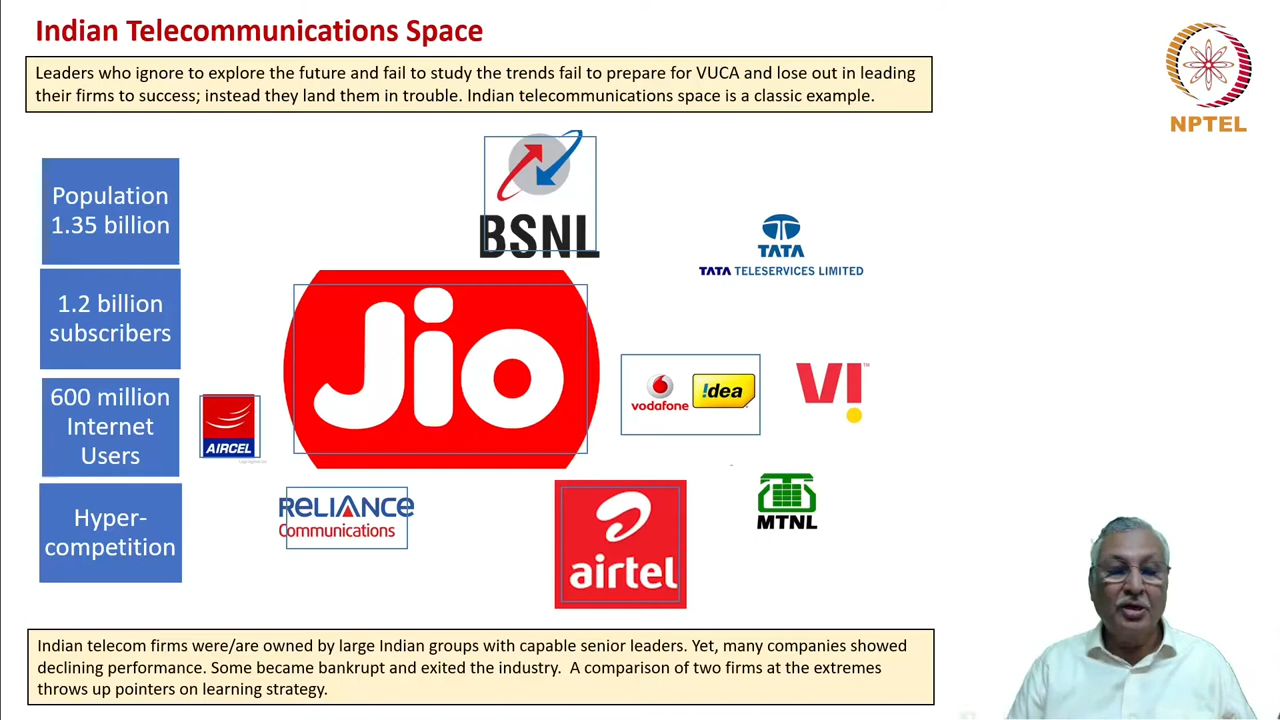 Indian Telecommunications Space
Leaders who ignore to explore the future and fail to study the trends fail to prepare for VUCA and lose out in leading
their firms to success; instead they land them in trouble. Indian telecommunications space is a classic example.
NPTEL
Population
1.35 billion
1.2 billion
subscribers
600 million
Internet
Users
Hyper-
competition
BSNL
TATA
TATA TELESERVICES LIMITED
Jio
vodafone
!dea
VI
TM
AIRCEL
RELIANCE
Communications
airtel
MTNL
Indian telecom firms were/are owned by large Indian groups with capable senior leaders. Yet, many companies showed
declining performance. Some became bankrupt and exited the industry.  A comparison of two firms at the extremes
throws up pointers on learning strategy.